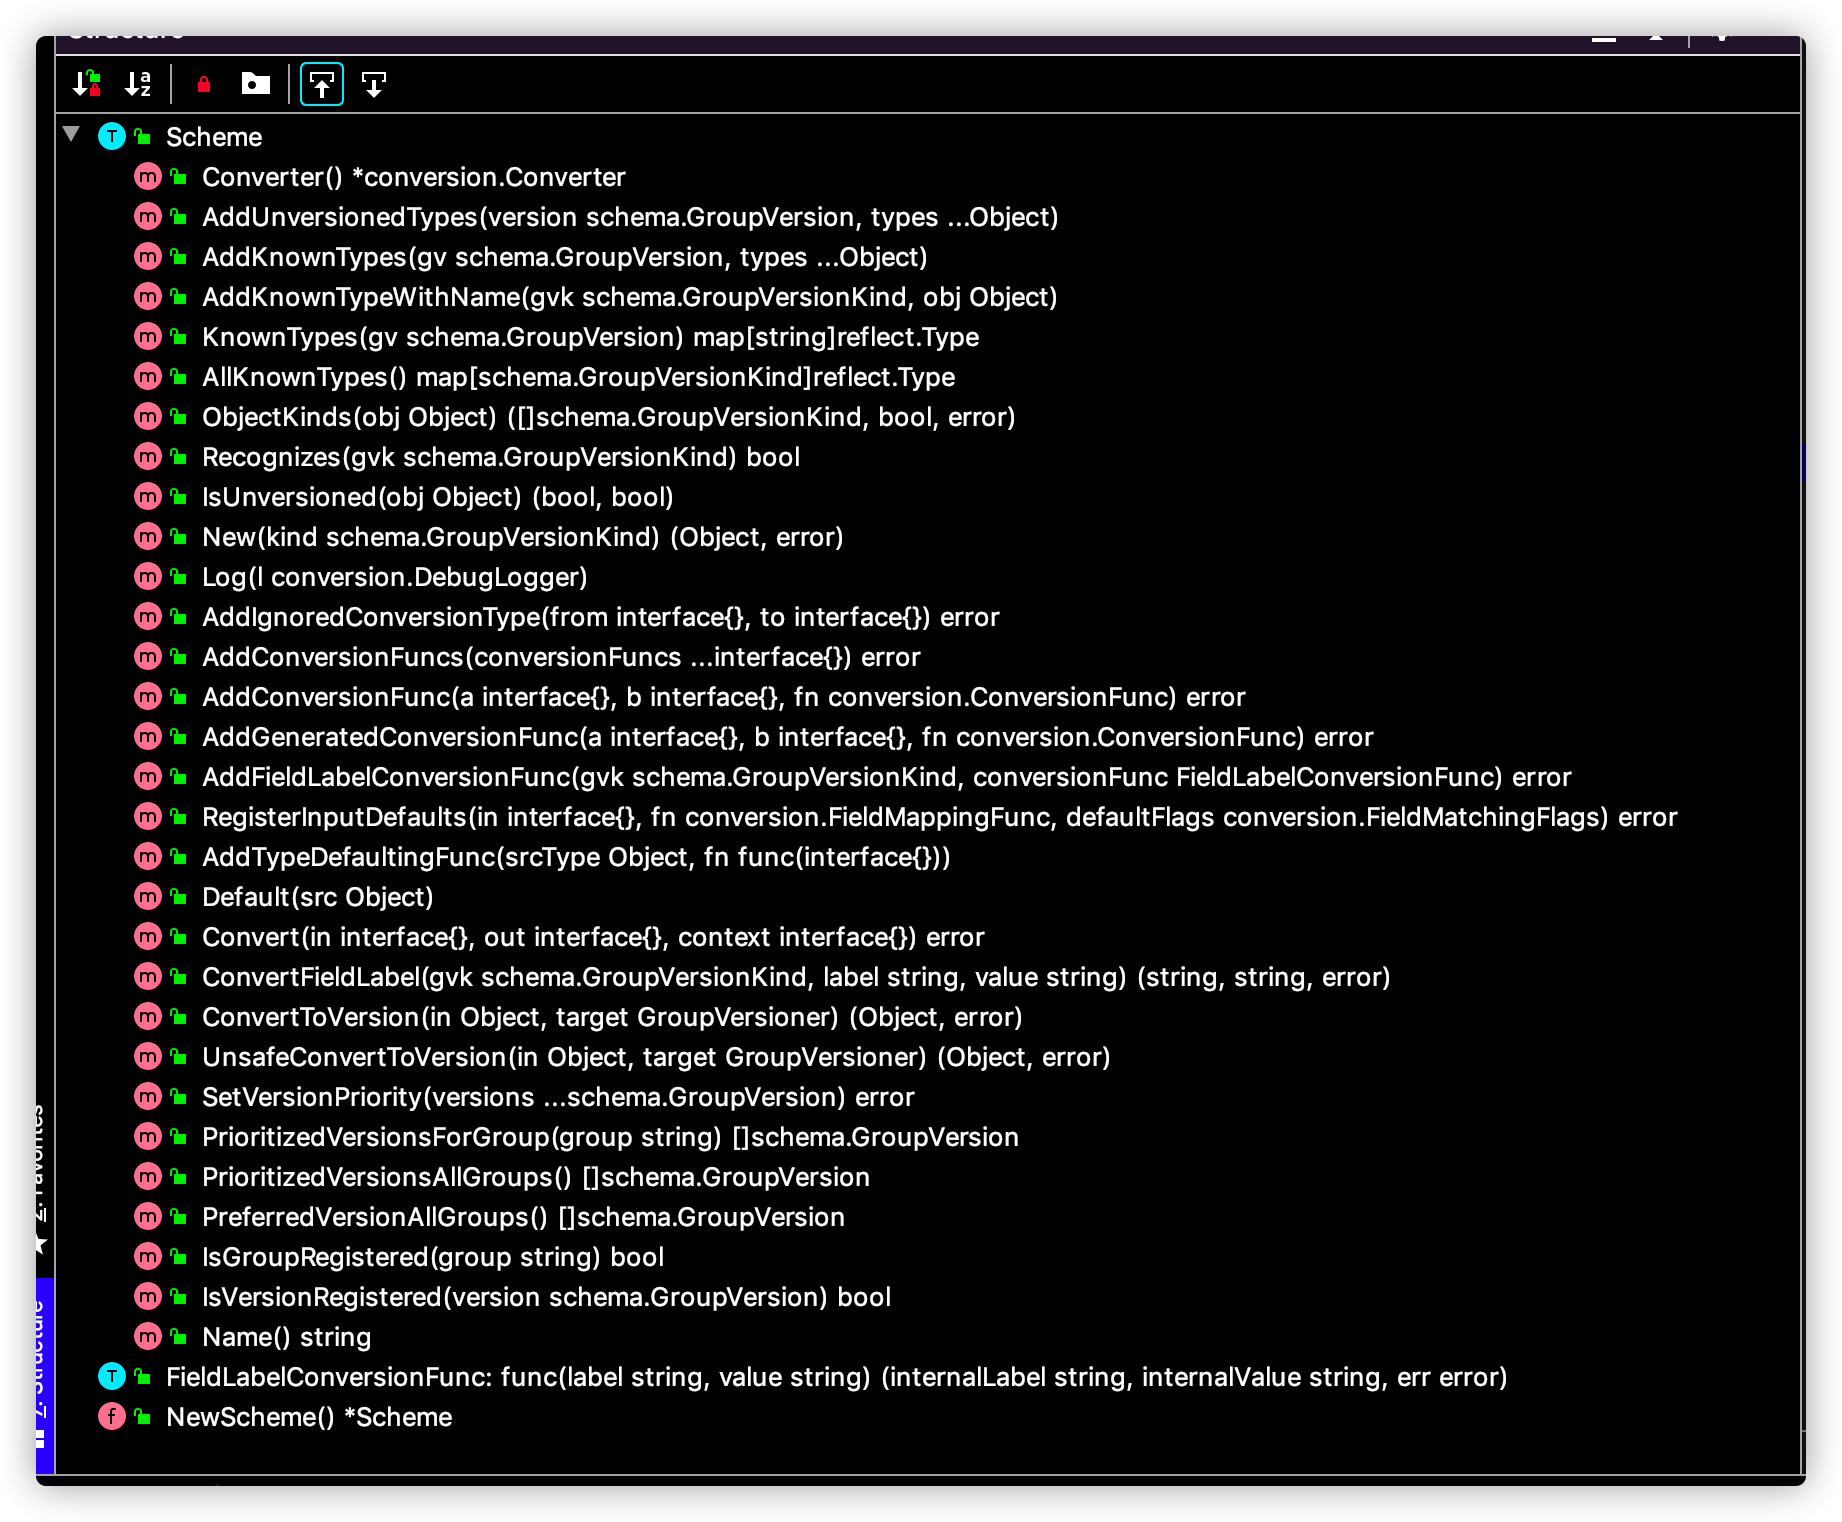 Structure
Scheme
Converter() *conversion.Converter
AddUnversionedTypes(version schema.GroupVersion, types ...Object)
AddKnownTypes(gv schema.GroupVersion, types ...Object)
AddKnownTypeWithName(gvk schema.GroupVersionKind, obj Object)
KnownTypes(gv schema.GroupVersion) map[string]reflect.Type
AllKnownTypes() map[schema.GroupVersionKind]reflect.Type
ObjectKinds(obj Object) ([]schema.GroupVersionKind, bool, error)
Recognizes(gvk schema.GroupVersionKind) bool
IsUnversioned(obj Object) (bool, bool)
New(kind schema.GroupVersionKind) (Object, error)
Log(l conversion.DebugLogger)
AddIgnoredConversionType(from interface{}, to interface{}) error
AddConversionFuncs(conversionFuncs ...interface{}) error
AddConversionFunc(a interface{}, b interface{}, fn conversion.ConversionFunc) error
AddGeneratedConversionFunc(a interface{}, b interface{}, fn conversion.ConversionFunc) error
AddFieldLabelConversionFunc(gvk schema.GroupVersionKind, conversionFunc FieldLabelConversionFunc) error
RegisterInputDefaults(in interface{}, fn conversion.FieldMappingFunc, defaultFlags conversion.FieldMatchingFlags) error
AddTypeDefaultingFunc(srcType Object, fn func(interface{}))
Default(src Object)
Convert(in interface{}, out interface{}, context interface{}) error
ConvertFieldLabel(gvk schema.GroupVersionKind, label string, value string) (string, string, error)
ConvertToVersion(in Object, target GroupVersioner) (Object, error)
UnsafeConvertToVersion(in Object, target GroupVersioner) (Object, error)
SetVersionPriority(versions ...schema.GroupVersion) error
PrioritizedVersionsForGroup(group string) []schema.GroupVersion
PrioritizedVersionsAllGroups() []schema.GroupVersion
PreferredVersionAllGroups() []schema.GroupVersion
IsGroupRegistered(group string) bool
IsVersionRegistered(version schema.GroupVersion) bool
Name() string
FieldLabelConversionFunc: func(label string, value string) (internalLabel string, internalValue string, err error)
NewScheme() *Scheme
2: Favorites
7: Structure